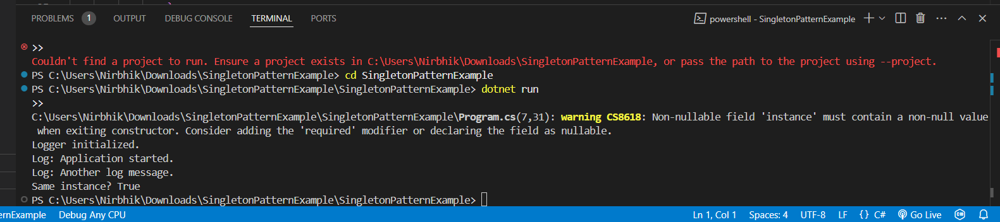 PROBLEMS 1 OUTPUT DEBUG CONSOLE TERMINAL PORTS powershell - SingletonPatternExample
>>
Couldn't find a project to run. Ensure a project exists in C:\Users\Nirbhik\Downloads\SingletonPatternExample, or pass the path to the project using --project.
PS C:\Users\Nirbhik\Downloads\SingletonPatternExample> cd SingletonPatternExample
PS C:\Users\Nirbhik\Downloads\SingletonPatternExample\SingletonPatternExample> dotnet run
>>
C:\Users\Nirbhik\Downloads\SingletonPatternExample\SingletonPatternExample\Program.cs(7,31): warning CS8618: Non-nullable field 'instance' must contain a non-null value
when exiting constructor. Consider adding the 'required' modifier or declaring the field as nullable.
Logger initialized.
Log: Application started.
Log: Another log message.
Same instance? True
PS C:\Users\Nirbhik\Downloads\SingletonPatternExample\SingletonPatternExample>
ernExample Debug Any CPU Ln 1, Col 1 Spaces: 4 UTF-8 LF {} C# Go Live